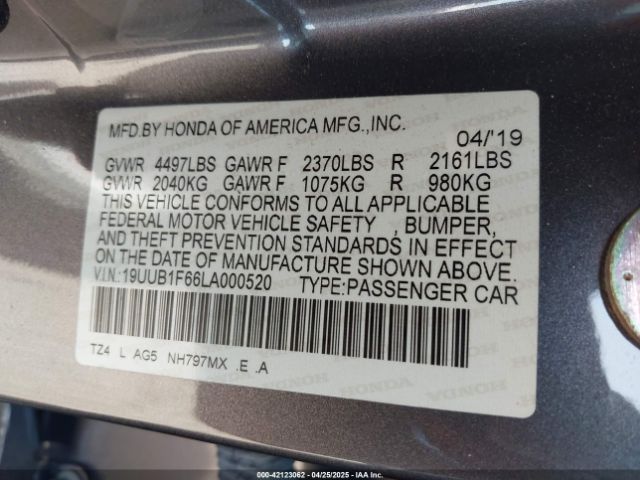 MFD.BY HONDA OF AMERICA MFG.,INC.
04/'19
GVWR 4497LBS GAWR F 2370LBS R 2161LBS
GVWR 2040KG GAWR F 1075KG R 980KG
THIS VEHICLE CONFORMS TO ALL APPLICABLE
FEDERAL MOTOR VEHICLE SAFETY , BUMPER,
AND THEFT PREVENTION STANDARDS IN EFFECT
ON THE DATE OF MANUFACTURE SHOWN ABOVE.
V.I.N.:19UUB1F66LA000520 TYPE:PASSENGER CAR
TZ4 L AG5 NH797MX .E .A
000-42123062 - 04/25/2025 - IAA Inc.